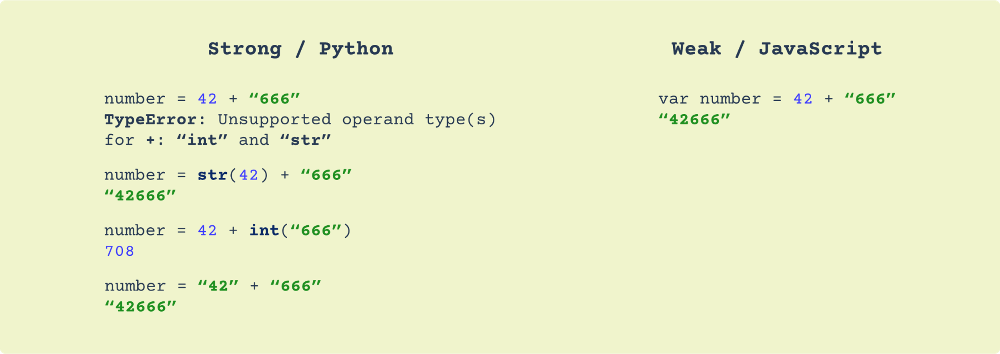 Strong / Python
number = 42 + “666”
TypeError: Unsupported operand type(s)
for +: “int” and “str”
number = str(42) + “666”
“42666”
number = 42 + int(“666”)
708
number = “42” + “666”
“42666”
Weak / JavaScript
var number = 42 + “666”
“42666”